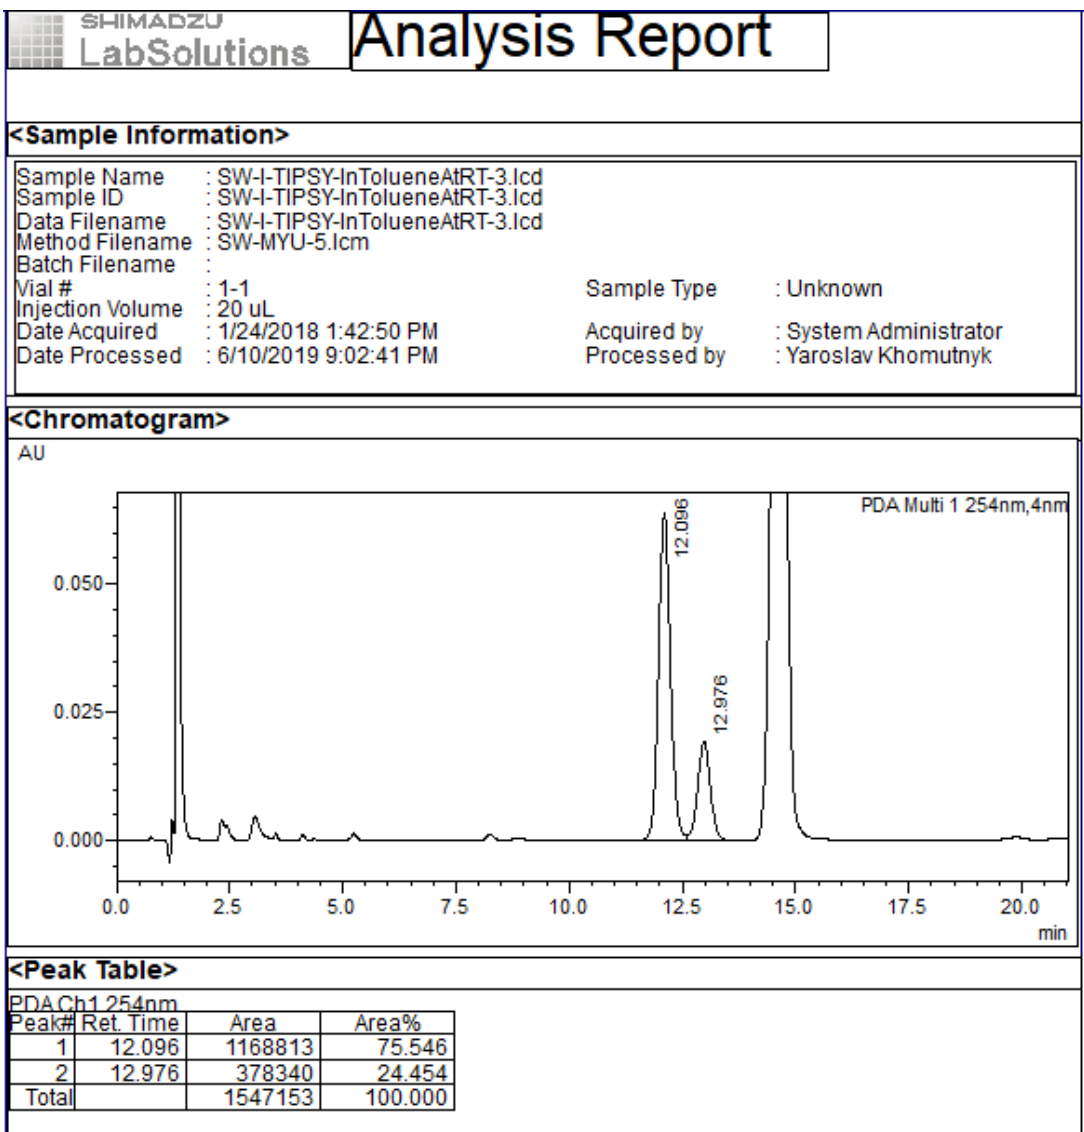 SHIMADZU
LabSolutions
Analysis Report
<Sample Information>
Sample Name : SW-I-TIPSY-InTolueneAtRT-3.lcd
Sample ID : SW-I-TIPSY-InTolueneAtRT-3.lcd
Data Filename : SW-I-TIPSY-InTolueneAtRT-3.lcd
Method Filename : SW-MYU-5.lcm
Batch Filename :
Vial # : 1-1 Sample Type : Unknown
Injection Volume : 20 uL
Date Acquired : 1/24/2018 1:42:50 PM Acquired by : System Administrator
Date Processed : 6/10/2019 9:02:41 PM Processed by : Yaroslav Khomutnyk
<Chromatogram>
AU
PDA Multi 1 254nm,4nm
12.096
0.050
12.976
0.025
0.000
0.0 2.5 5.0 7.5 10.0 12.5 15.0 17.5 20.0
min
<Peak Table>
PDA Ch1 254nm
Peak# Ret. Time Area Area%
1 12.096 1168813 75.546
2 12.976 378340 24.454
Total 1547153 100.000